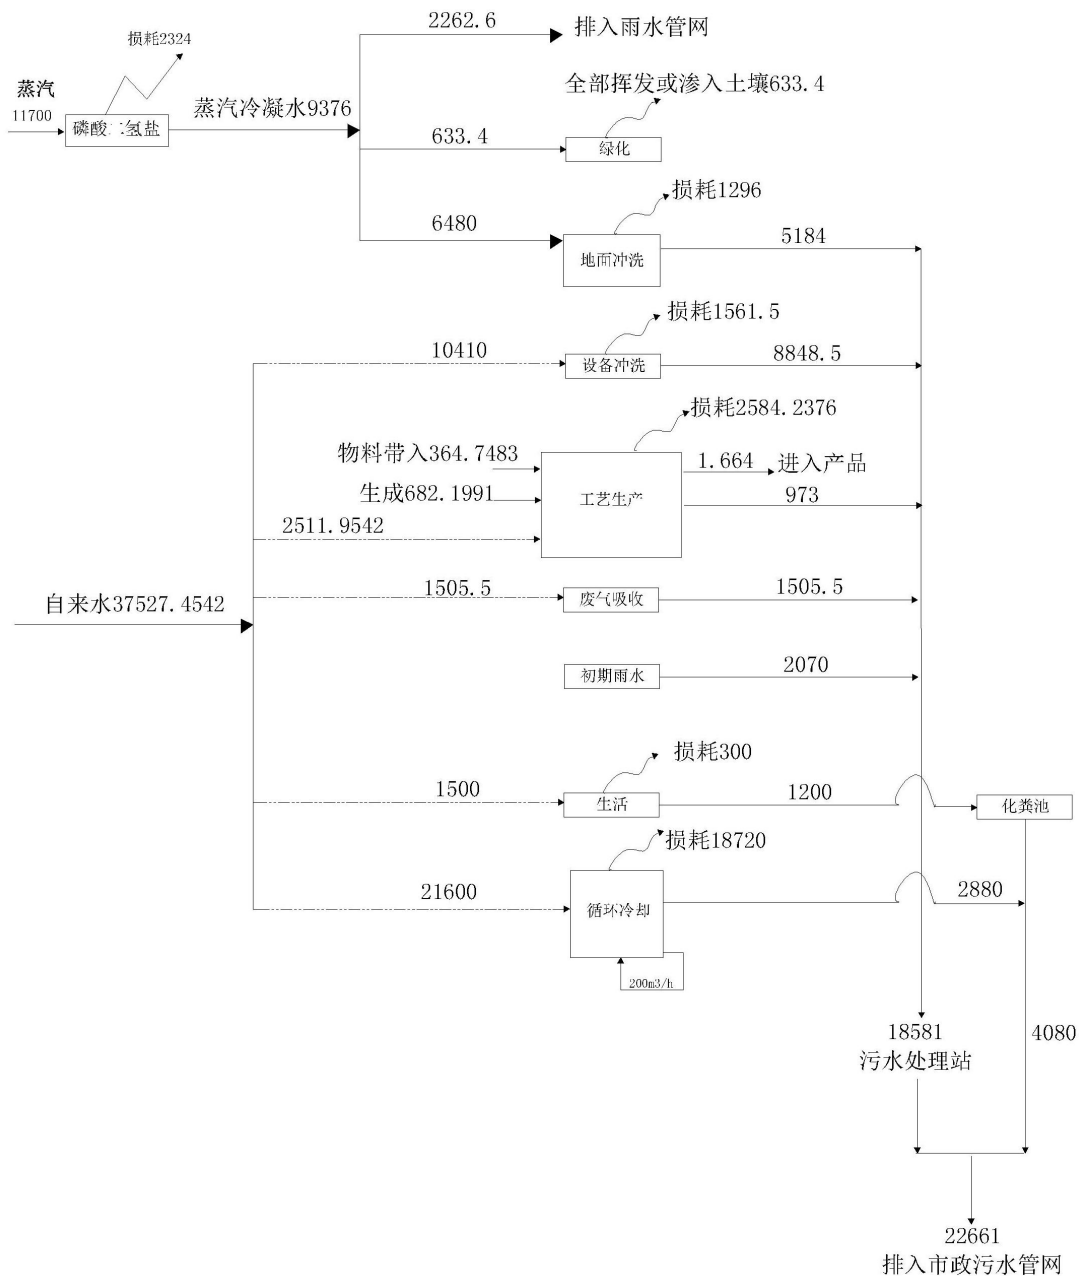 2262.6
排入雨水管网
损耗2324
蒸汽
11700
磷酸二氢盐
蒸汽冷凝水9376
全部挥发或渗入土壤633.4
633.4
绿化
损耗1296
6480
地面冲洗
5184
损耗1561.5
10410
设备冲洗
8848.5
损耗2584.2376
物料带入364.7483
1.664
进入产品
生成682.1991
工艺生产
973
2511.9542
自来水37527.4542
1505.5
废气吸收
1505.5
初期雨水
2070
损耗300
1500
生活
1200
化粪池
损耗18720
21600
循环冷却
2880
200m3/h
18581
污水处理站
4080
22661
排入市政污水管网